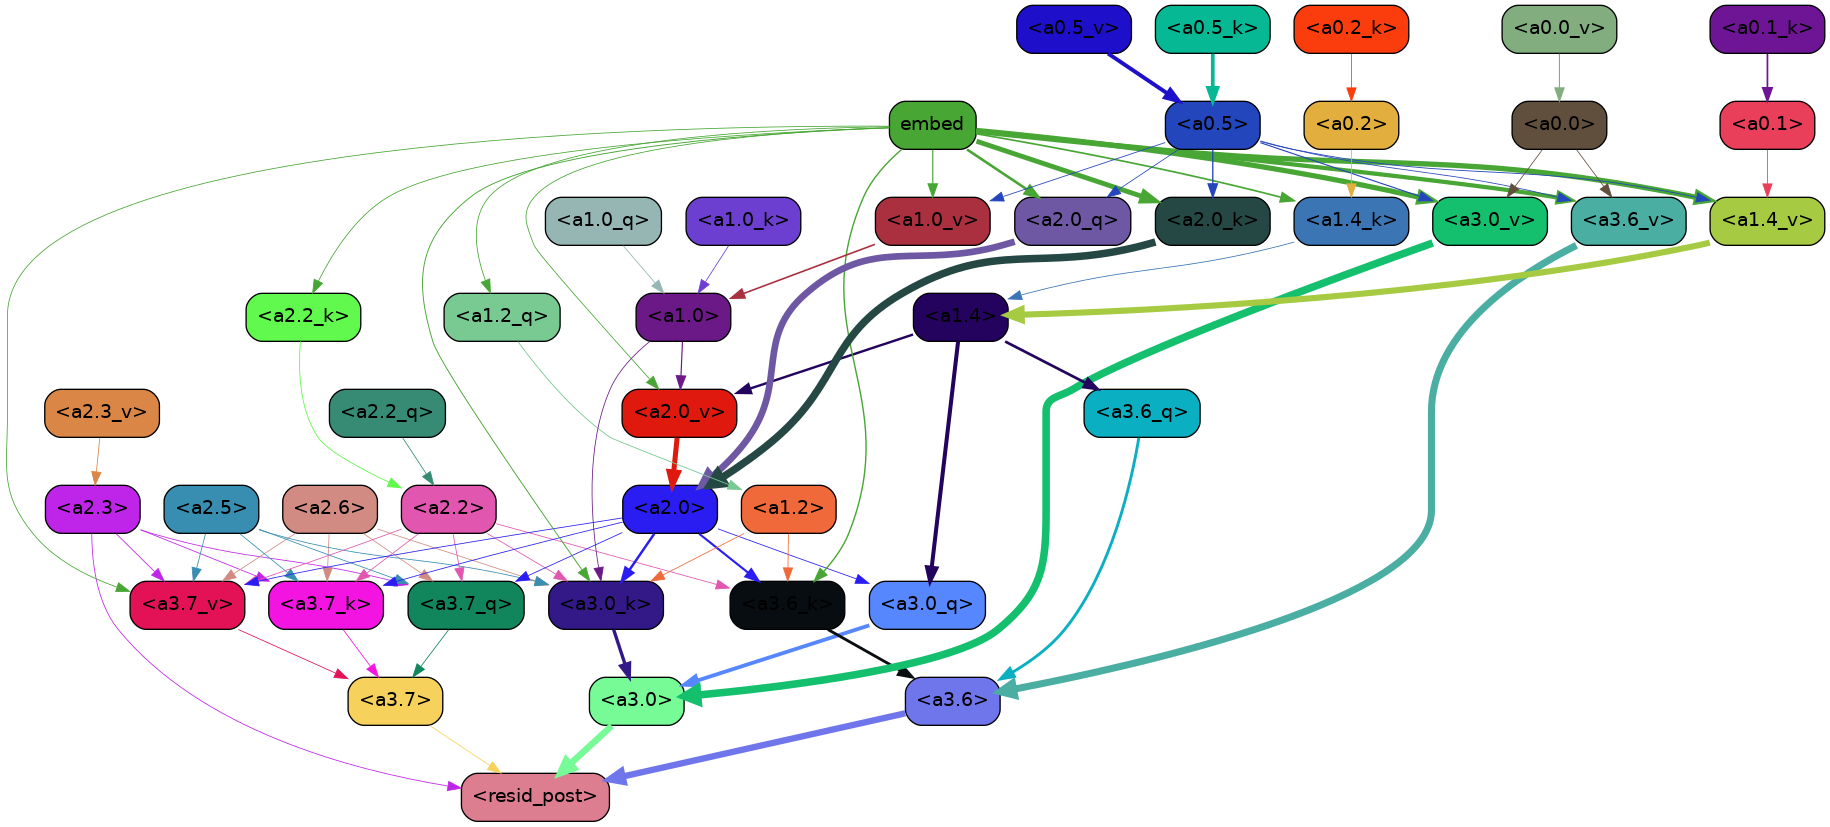 <a0.5_v> <a0.5_k> <a0.2_k> <a0.0_v> <a0.1_k>
embed <a0.5> <a0.2> <a0.0> <a0.1>
<a1.0_q> <a1.0_k> <a1.0_v> <a2.0_q> <a2.0_k> <a1.4_k> <a3.0_v> <a3.6_v> <a1.4_v>
<a2.2_k> <a1.2_q> <a1.0> <a1.4>
<a2.3_v> <a2.2_q> <a2.0_v> <a3.6_q>
<a2.3> <a2.5> <a2.6> <a2.2> <a2.0> <a1.2>
<a3.7_v> <a3.7_k> <a3.7_q> <a3.0_k> <a3.6_k> <a3.0_q>
<a3.7> <a3.0> <a3.6>
<resid_post>